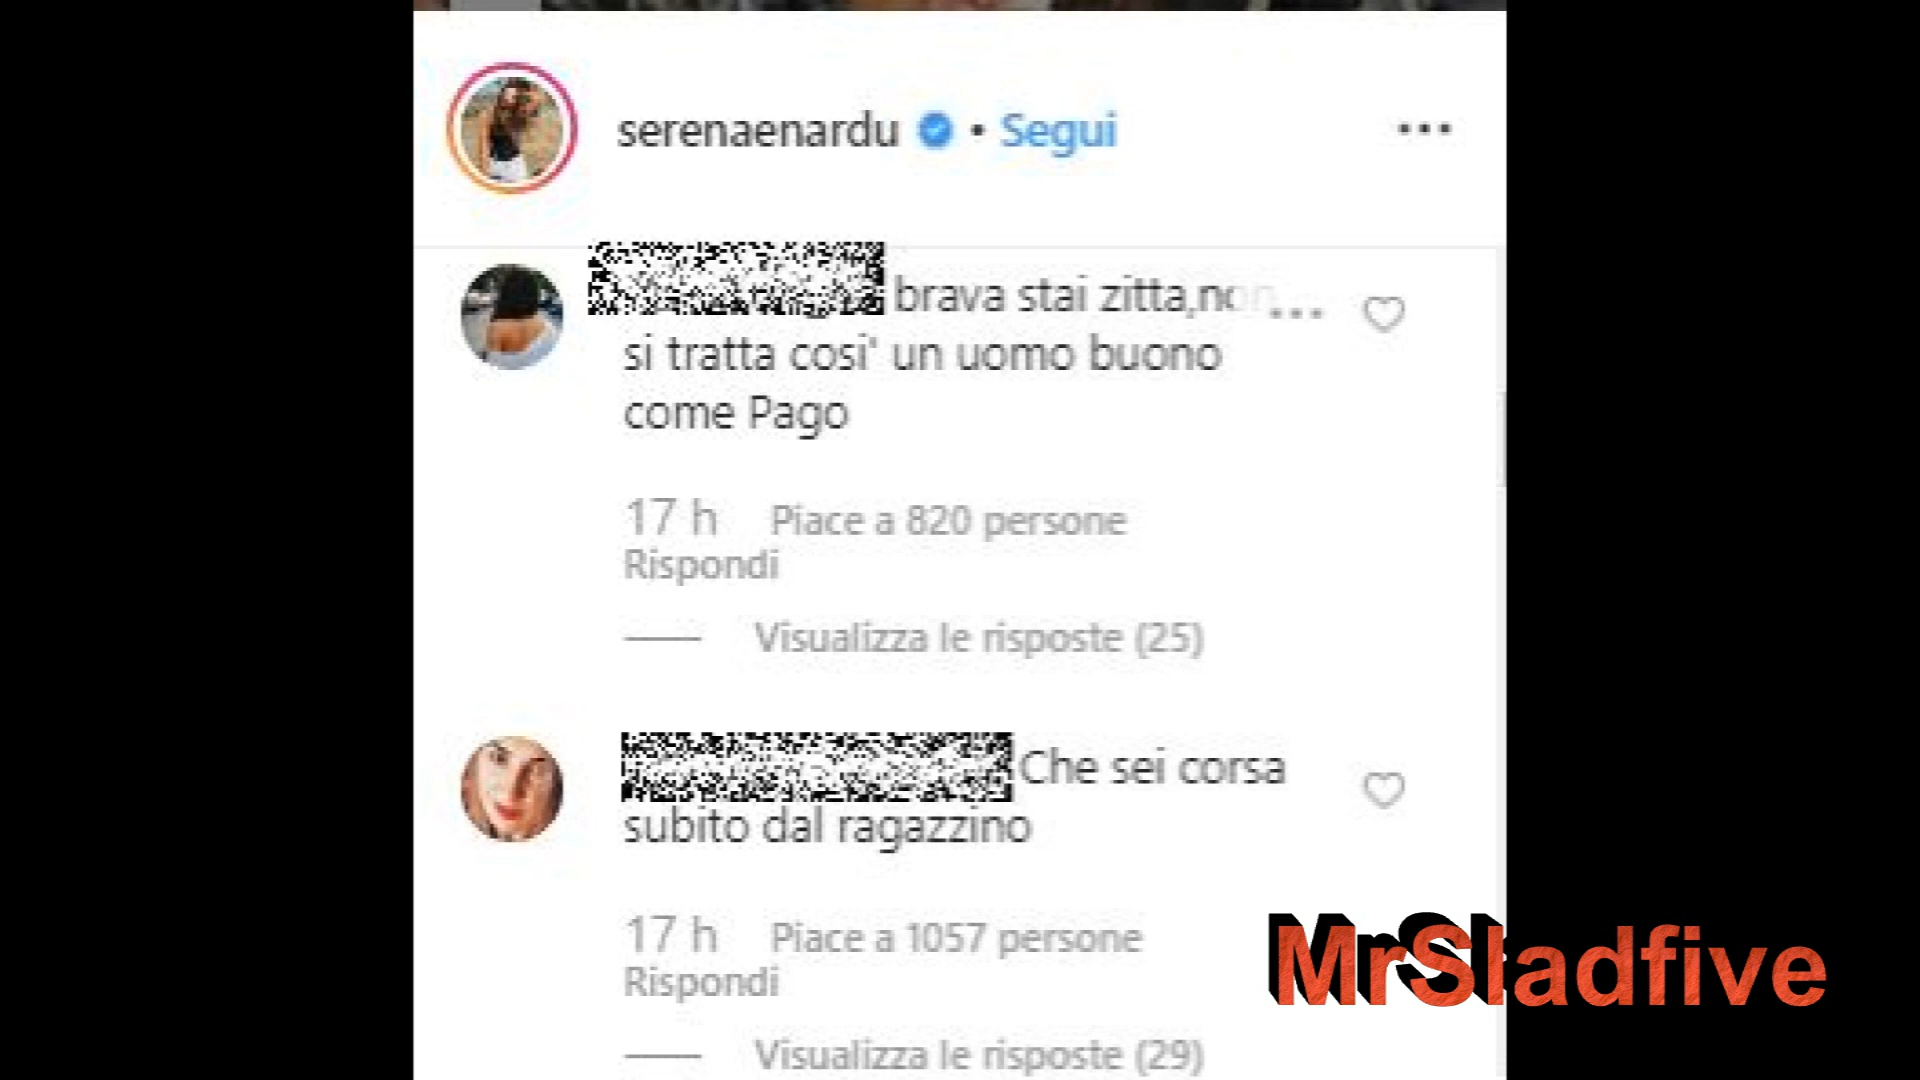 serenaenardu • Segui
brava stai zitta,non
si tratta cosi' un uomo buono
come Pago
17 h Piace a 820 persone
Rispondi
Visualizza le risposte (25)
Che sei corsa
subito dal ragazzino
17 h Piace a 1057 persone
Rispondi
Visualizza le risposte (29)
MrSladfive